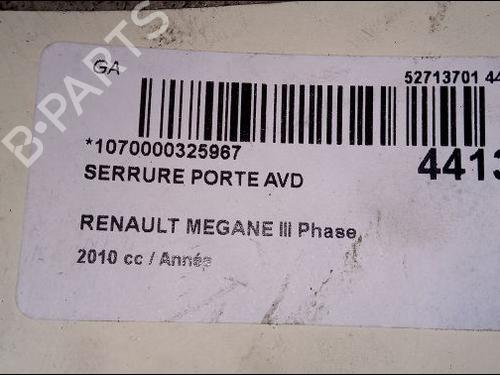 GA
52713701 44
*1070000325967
4413
SERRURE PORTE AVD
RENAULT MEGANE III Phase
2010 cc / Année
B-PARTS